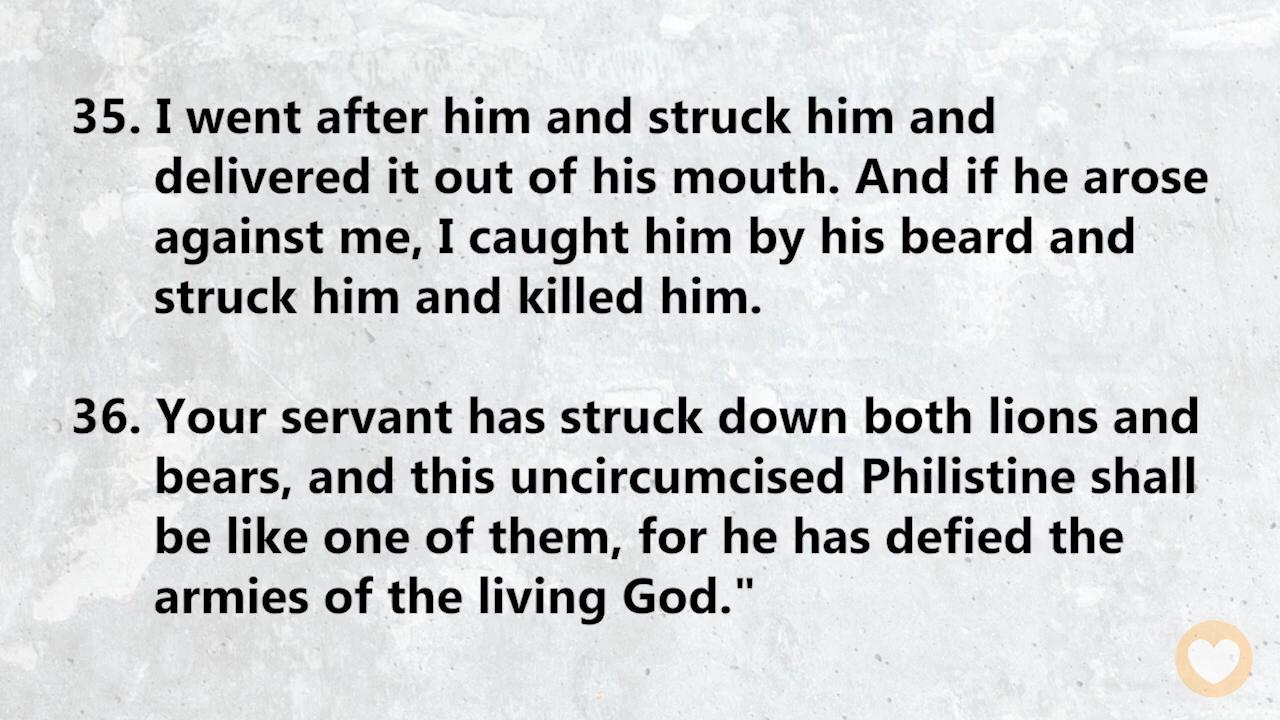 35. I went after him and struck him and
delivered it out of his mouth. And if he arose
against me, I caught him by his beard and
struck him and killed him.
36. Your servant has struck down both lions and
bears, and this uncircumcised Philistine shall
be like one of them, for he has defied the
armies of the living God."